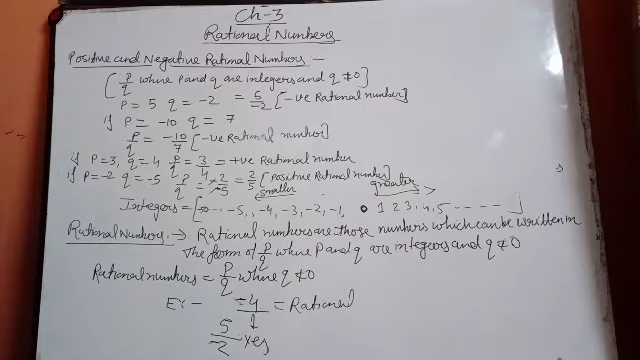 Ch-3
Rational Numbers
Positive and Negative Rational Numbers :-
[p/q where p and q are integers and q ≠ 0]
P = 5 q = -2 = 5/-2 [-ve Rational number]
if P = -10 q = 7
P/q = -10/7 [-ve Rational number]
if P=3, q=4 P/q = 3/4 = +ve Rational number
if P=-2 q=-5 P/q = -2/-5 = 2/5 [positive Rational number]
smaller greater >
Integers = [ -5, -4, -3, -2, -1, 0 1 2 3, 4, 5 ----- ]
Rational Numbers :→ Rational numbers are those numbers which can be written in
the form of P/q where P and q are integers and q ≠ 0
Rational numbers = P/q where q ≠ 0
Ex - -4 = Rational
5/-2 yes